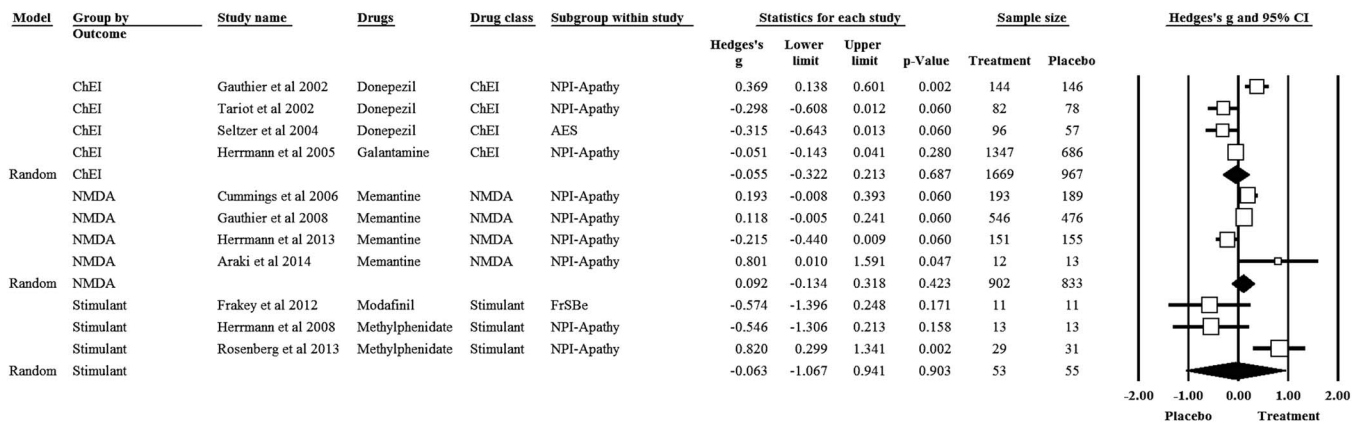 Model Group by Outcome Study name Drugs Drug class Subgroup within study Statistics for each study Sample size Hedges's g and 95% CI
Hedges's g Lower limit Upper limit p-Value Treatment Placebo
ChEI Gauthier et al 2002 Donepezil ChEI NPI-Apathy 0.369 0.138 0.601 0.002 144 146
ChEI Tariot et al 2002 Donepezil ChEI NPI-Apathy -0.298 -0.608 0.012 0.060 82 78
ChEI Seltzer et al 2004 Donepezil ChEI AES -0.315 -0.643 0.013 0.060 96 57
ChEI Herrmann et al 2005 Galantamine ChEI NPI-Apathy -0.051 -0.143 0.041 0.280 1347 686
Random ChEI -0.055 -0.322 0.213 0.687 1669 967
NMDA Cummings et al 2006 Memantine NMDA NPI-Apathy 0.193 -0.008 0.393 0.060 193 189
NMDA Gauthier et al 2008 Memantine NMDA NPI-Apathy 0.118 -0.005 0.241 0.060 546 476
NMDA Herrmann et al 2013 Memantine NMDA NPI-Apathy -0.215 -0.440 0.009 0.060 151 155
NMDA Araki et al 2014 Memantine NMDA NPI-Apathy 0.801 0.010 1.591 0.047 12 13
Random NMDA 0.092 -0.134 0.318 0.423 902 833
Stimulant Frakey et al 2012 Modafinil Stimulant FrSBe -0.574 -1.396 0.248 0.171 11 11
Stimulant Herrmann et al 2008 Methylphenidate Stimulant NPI-Apathy -0.546 -1.306 0.213 0.158 13 13
Stimulant Rosenberg et al 2013 Methylphenidate Stimulant NPI-Apathy 0.820 0.299 1.341 0.002 29 31
Random Stimulant -0.063 -1.067 0.941 0.903 53 55
-2.00 -1.00 0.00 1.00 2.00
Placebo Treatment